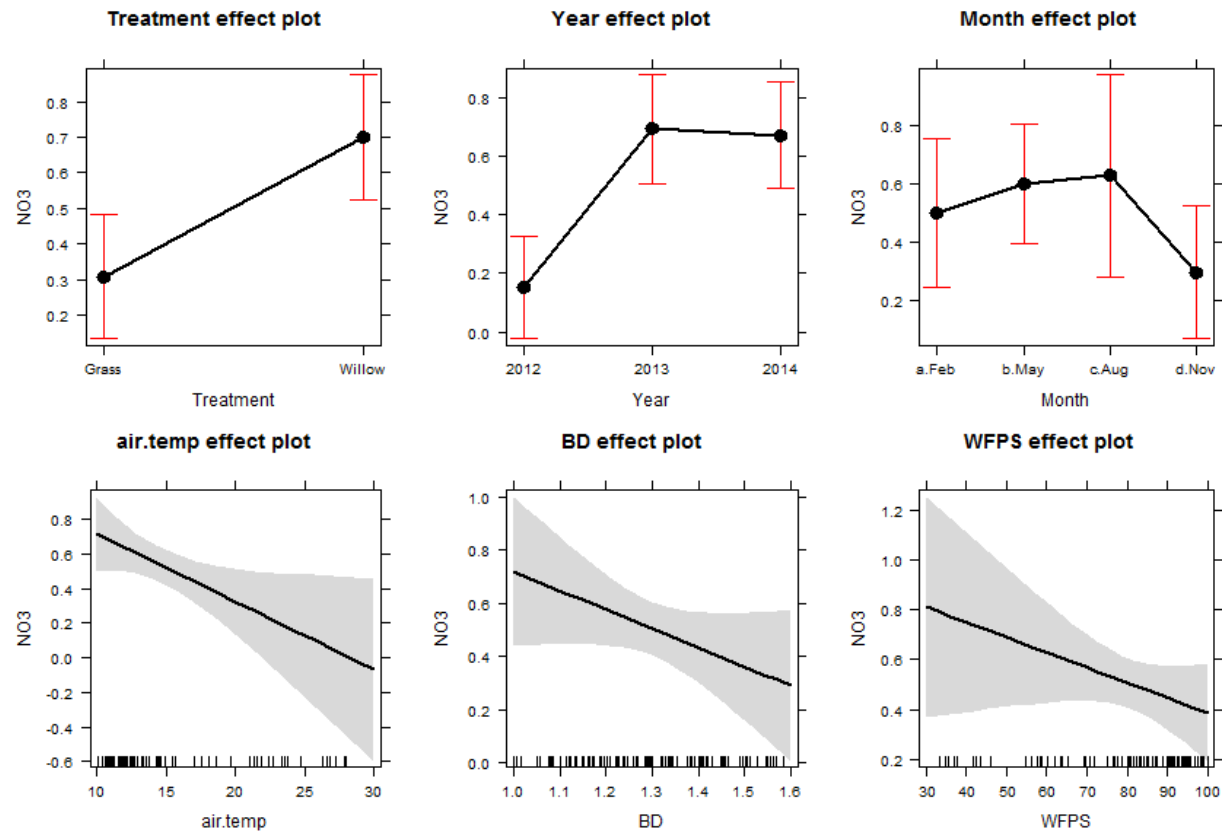 Treatment effect plot
NO3
0.8
0.7
0.6
0.5
0.4
0.3
0.2
Grass Willow
Treatment
Year effect plot
NO3
0.8
0.6
0.4
0.2
0.0
2012 2013 2014
Year
Month effect plot
NO3
0.8
0.6
0.4
0.2
a.Feb b.May c.Aug d.Nov
Month
air.temp effect plot
NO3
0.8
0.6
0.4
0.2
0.0
-0.2
-0.4
-0.6
10 15 20 25 30
air.temp
BD effect plot
NO3
1.0
0.8
0.6
0.4
0.2
0.0
1.0 1.1 1.2 1.3 1.4 1.5 1.6
BD
WFPS effect plot
NO3
1.2
1.0
0.8
0.6
0.4
0.2
30 40 50 60 70 80 90 100
WFPS